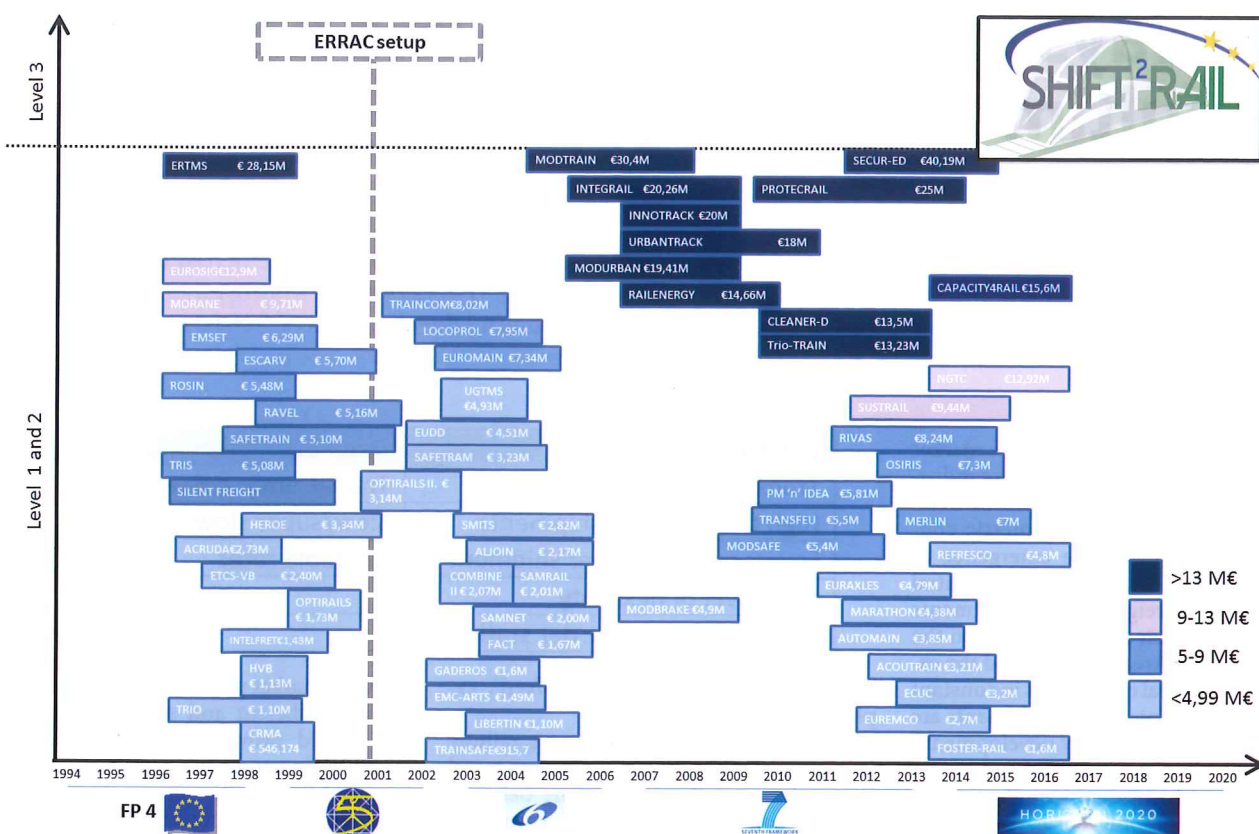 ERRAC setup
SHIFT²RAIL
Level 3
Level 1 and 2
ERTMS € 28,15M
MODTRAIN €30,4M
SECUR-ED €40,19M
INTEGRAIL €20,26M
PROTECRAIL €25M
INNOTRACK €20M
URBANTRACK €18M
EUROSIG€12,9M
MODURBAN €19,41M
MORANE € 9,71M
TRAINCOM€8,02M
RAILENERGY €14,66M
CAPACITY4RAIL €15,6M
EMSET € 6,29M
LOCOPROL €7,95M
CLEANER-D €13,5M
ESCARV € 5,70M
EUROMAIN €7,34M
Trio-TRAIN €13,23M
ROSIN € 5,48M
UGTMS
€4,93M
NGTC €12,92M
RAVEL € 5,16M
SUSTRAIL €9,44M
SAFETRAIN € 5,10M
EUDD € 4,51M
RIVAS €8,24M
TRIS € 5,08M
SAFETRAM € 3,23M
OSIRIS €7,3M
SILENT FREIGHT
OPTIRAILS II. €
3,14M
PM 'n' IDEA €5,81M
HEROE € 3,34M
SMITS € 2,82M
TRANSFEU €5,5M
MERLIN €7M
ACRUDA€2,73M
ALJOIN € 2,17M
MODSAFE €5,4M
REFRESCO €4,8M
ETCS-VB € 2,40M
COMBINE
II € 2,07M
SAMRAIL
€ 2,01M
EURAXLES €4,79M
OPTIRAILS
€ 1,73M
SAMNET € 2,00M
MODBRAKE €4,9M
MARATHON €4,38M
INTELFRET€1,43M
FACT € 1,67M
AUTOMAIN €3,85M
HVB
€ 1,13M
GADEROS €1,6M
ACOUTRAIN €3,21M
TRIO € 1,10M
EMC-ARTS €1,49M
ECUC €3,2M
CRMA
€ 546,174
LIBERTIN €1,10M
EUREMCO €2,7M
TRAINSAFE€915,7
FOSTER-RAIL €1,6M
>13 M€
9-13 M€
5-9 M€
<4,99 M€
1994 1995 1996 1997 1998 1999 2000 2001 2002 2003 2004 2005 2006 2007 2008 2009 2010 2011 2012 2013 2014 2015 2016 2017 2018 2019 2020
FP 4
5
6
7
SEVENTH FRAMEWORK
HORIZON 2020